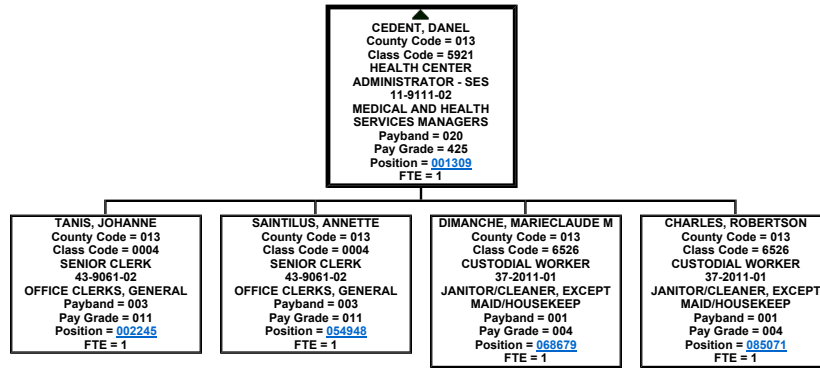 CEDENT, DANEL
County Code = 013
Class Code = 5921
HEALTH CENTER
ADMINISTRATOR - SES
11-9111-02
MEDICAL AND HEALTH
SERVICES MANAGERS
Payband = 020
Pay Grade = 425
Position = 001309
FTE = 1
TANIS, JOHANNE
County Code = 013
Class Code = 0004
SENIOR CLERK
43-9061-02
OFFICE CLERKS, GENERAL
Payband = 003
Pay Grade = 011
Position = 002245
FTE = 1
SAINTILUS, ANNETTE
County Code = 013
Class Code = 0004
SENIOR CLERK
43-9061-02
OFFICE CLERKS, GENERAL
Payband = 003
Pay Grade = 011
Position = 054948
FTE = 1
DIMANCHE, MARIECLAUDE M
County Code = 013
Class Code = 6526
CUSTODIAL WORKER
37-2011-01
JANITOR/CLEANER, EXCEPT
MAID/HOUSEKEEP
Payband = 001
Pay Grade = 004
Position = 068679
FTE = 1
CHARLES, ROBERTSON
County Code = 013
Class Code = 6526
CUSTODIAL WORKER
37-2011-01
JANITOR/CLEANER, EXCEPT
MAID/HOUSEKEEP
Payband = 001
Pay Grade = 004
Position = 085071
FTE = 1